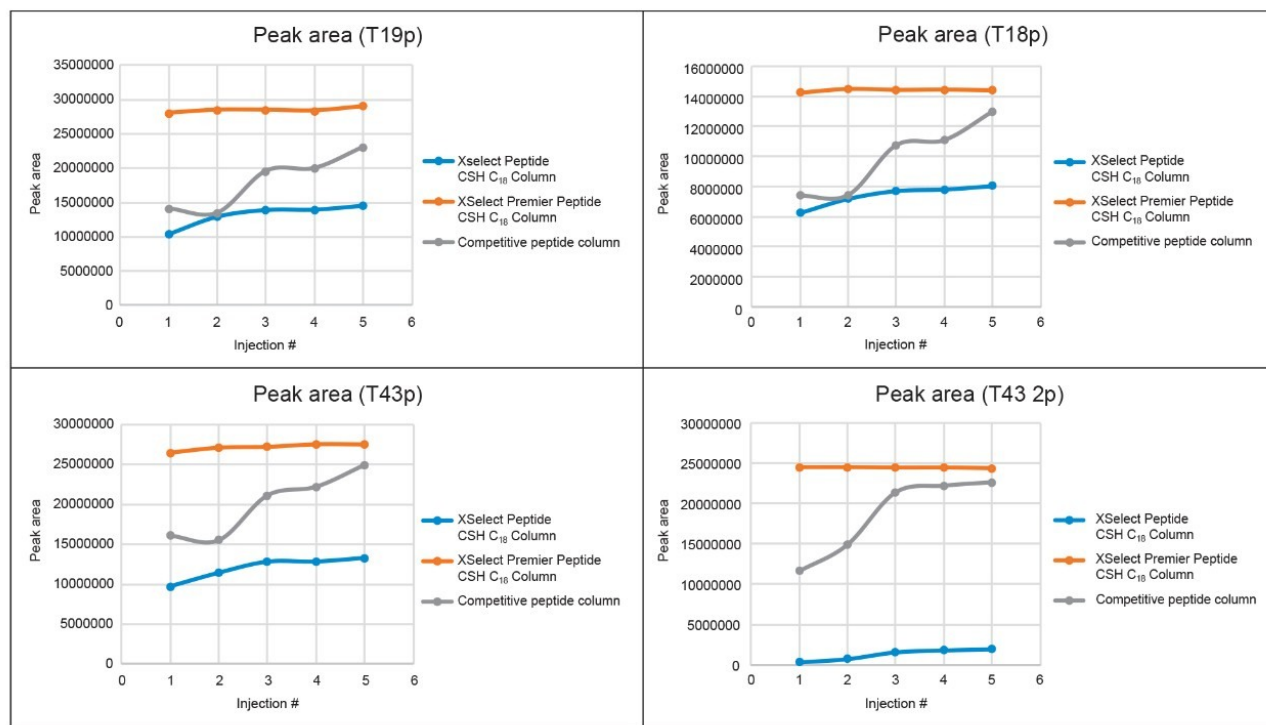 Peak area (T19p)
35000000
30000000
25000000
20000000
15000000
10000000
5000000
0
Peak area
0 1 2 3 4 5 6
Injection #
XSelect Peptide
CSH C₁₈ Column
XSelect Premier Peptide
CSH C₁₈ Column
Competitive peptide column
Peak area (T18p)
16000000
14000000
12000000
10000000
8000000
6000000
4000000
2000000
0
Peak area
0 1 2 3 4 5 6
Injection #
XSelect Peptide
CSH C₁₈ Column
XSelect Premier Peptide
CSH C₁₈ Column
Competitive peptide column
Peak area (T43p)
30000000
25000000
20000000
15000000
10000000
5000000
0
Peak area
0 1 2 3 4 5 6
Injection #
XSelect Peptide
CSH C₁₈ Column
XSelect Premier Peptide
CSH C₁₈ Column
Competitive peptide column
Peak area (T43 2p)
30000000
25000000
20000000
15000000
10000000
5000000
0
Peak area
0 1 2 3 4 5 6
Injection #
XSelect Peptide
CSH C₁₈ Column
XSelect Premier Peptide
CSH C₁₈ Column
Competitive peptide column